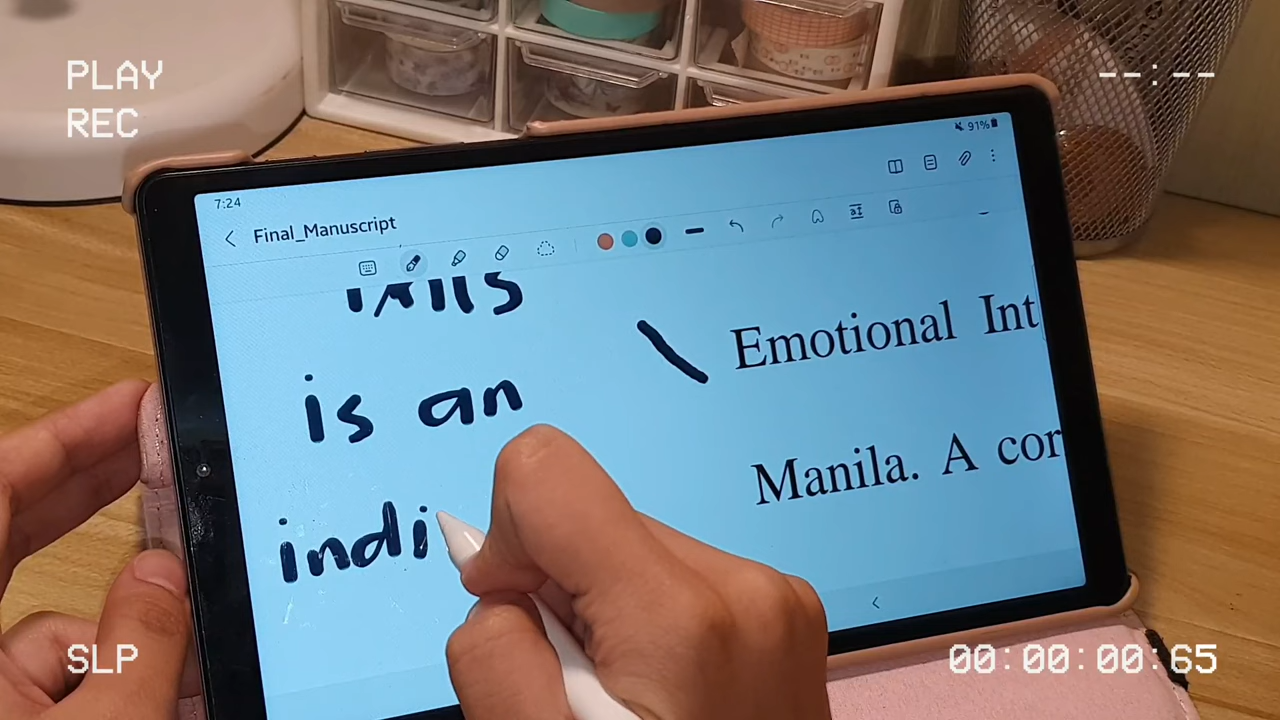 PLAY
--:--
REC
7:24
91%
Final_Manuscript
is an
Emotional Int
indi
Manila. A cor
SLP
00:00:00:65